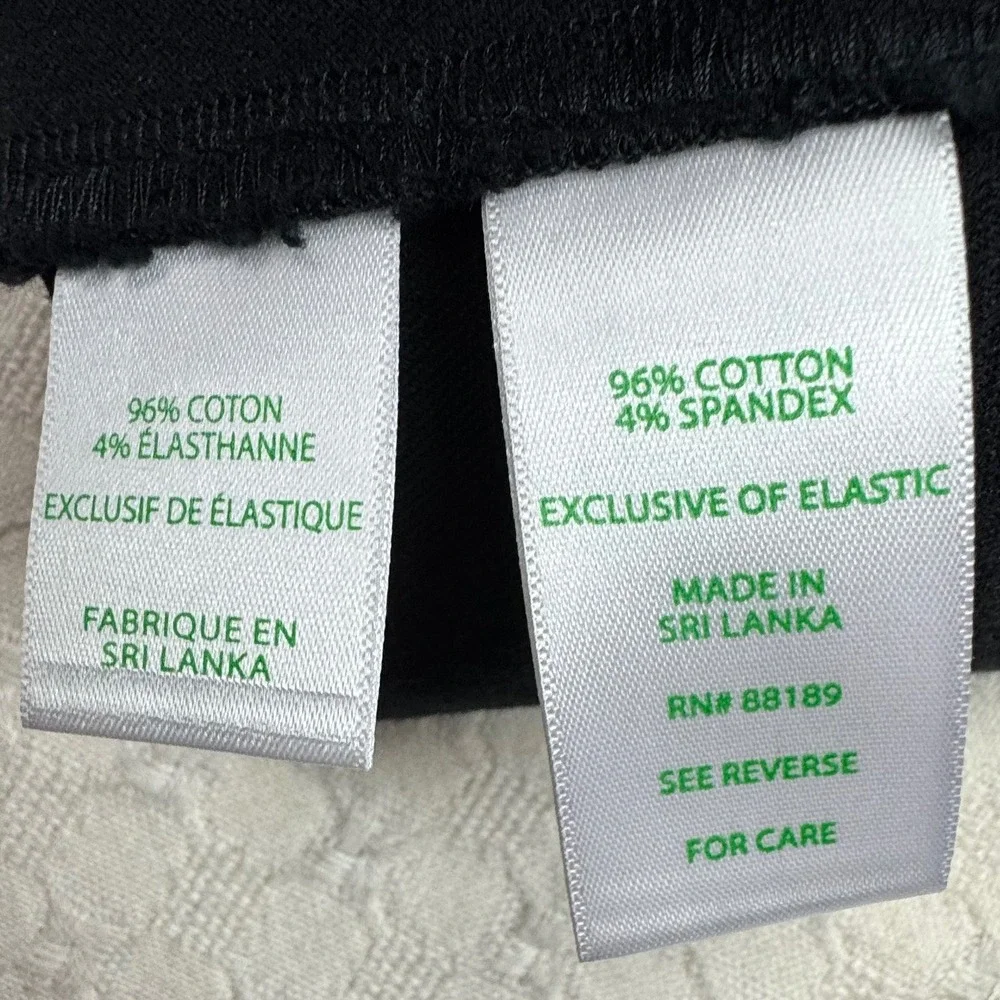 96% COTON
4% ÉLASTHANNE
EXCLUSIF DE ÉLASTIQUE
FABRIQUE EN
SRI LANKA
96% COTTON
4% SPANDEX
EXCLUSIVE OF ELASTIC
MADE IN
SRI LANKA
RN# 88189
SEE REVERSE
FOR CARE